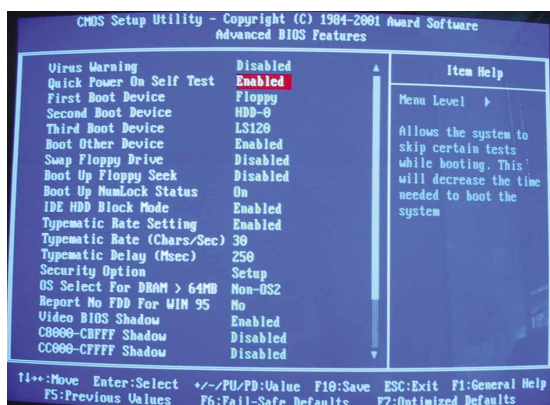 CMOS Setup Utility - Copyright (C) 1984-2001 Award Software
Advanced BIOS Features
Virus Warning Disabled
Quick Power On Self Test Enabled
First Boot Device Floppy
Second Boot Device HDD-0
Third Boot Device LS120
Boot Other Device Enabled
Swap Floppy Drive Disabled
Boot Up Floppy Seek Disabled
Boot Up NumLock Status On
IDE HDD Block Mode Enabled
Typematic Rate Setting Enabled
Typematic Rate (Chars/Sec) 30
Typematic Delay (Msec) 250
Security Option Setup
OS Select For DRAM > 64MB Non-OS2
Report No FDD For WIN 95 No
Video BIOS Shadow Enabled
C8000-CBFFF Shadow Disabled
CC000-CFFFF Shadow Disabled
Item Help
Menu Level ▶
Allows the system to
skip certain tests
while booting. This
will decrease the time
needed to boot the
system
↑↓→←:Move Enter:Select +/-/PU/PD:Value F10:Save ESC:Exit F1:General Help
F5:Previous Values F6:Fail-Safe Defaults F7:Optimized Defaults